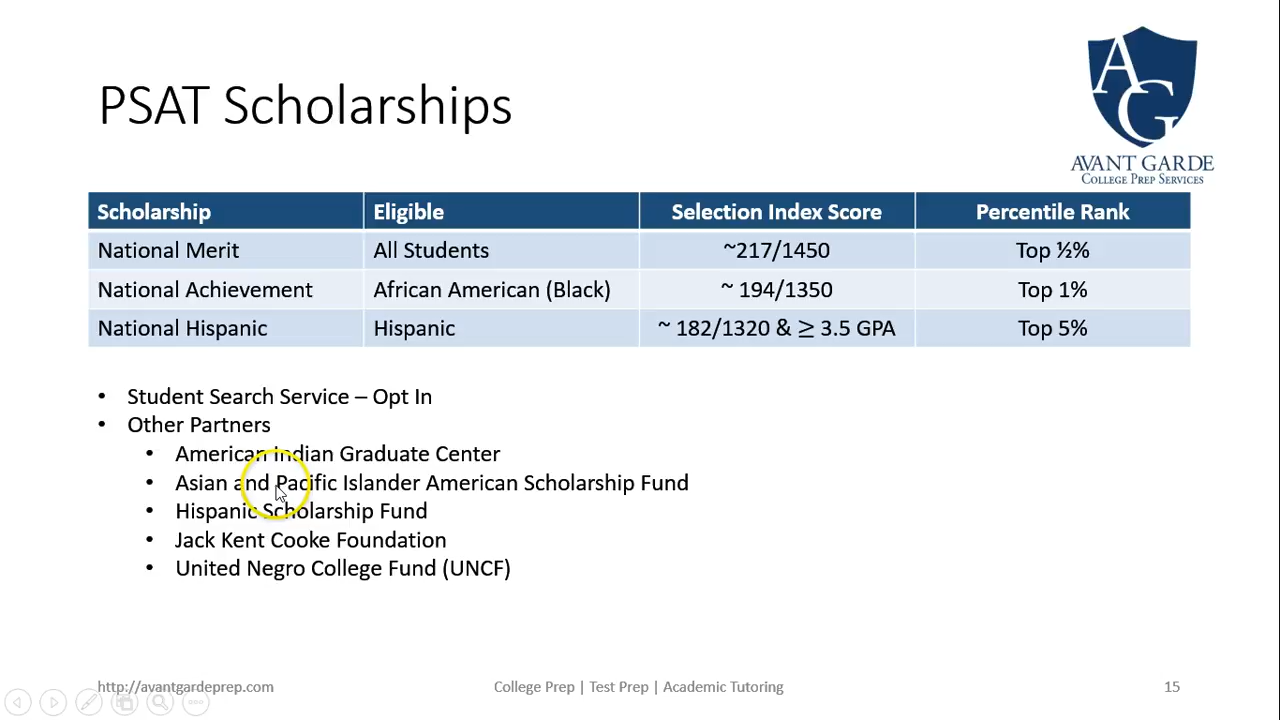 PSAT Scholarships
AG
AVANT GARDE
COLLEGE PREP SERVICES
Scholarship Eligible Selection Index Score Percentile Rank
National Merit All Students ~217/1450 Top ½%
National Achievement African American (Black) ~ 194/1350 Top 1%
National Hispanic Hispanic ~ 182/1320 & ≥ 3.5 GPA Top 5%
• Student Search Service – Opt In
• Other Partners
• American Indian Graduate Center
• Asian and Pacific Islander American Scholarship Fund
• Hispanic Scholarship Fund
• Jack Kent Cooke Foundation
• United Negro College Fund (UNCF)
http://avantgardeprep.com College Prep | Test Prep | Academic Tutoring 15